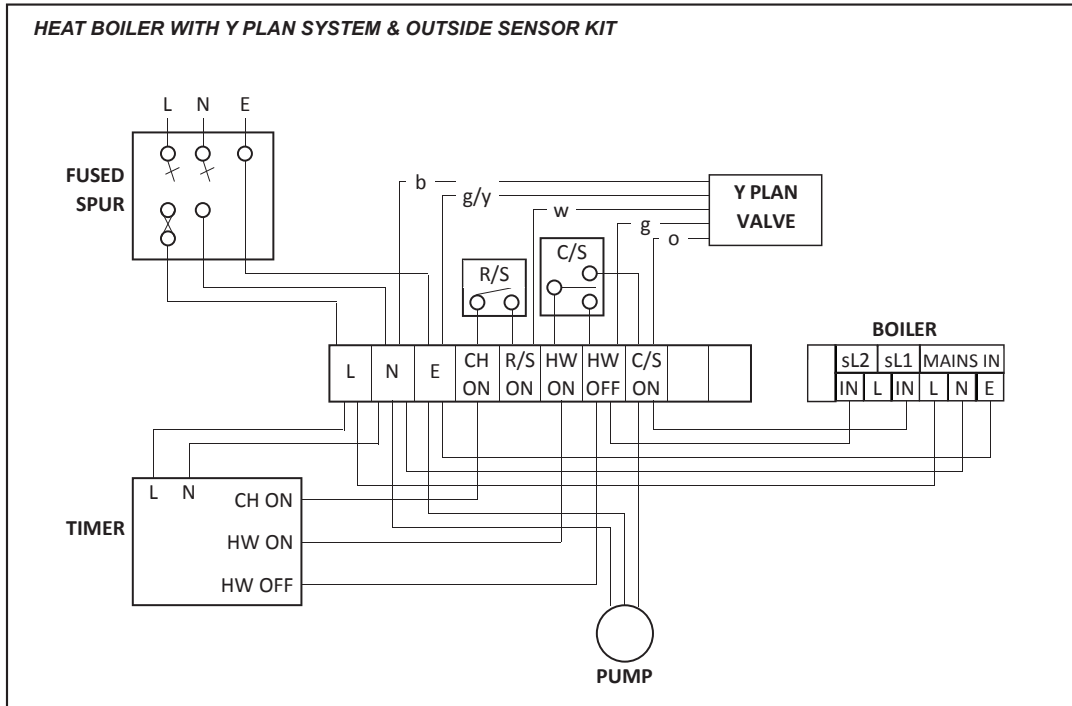 HEAT BOILER WITH Y PLAN SYSTEM & OUTSIDE SENSOR KIT
L N E
FUSED
SPUR
b
g/y
w
g
o
Y PLAN
VALVE
R/S
C/S
L N E
CH
ON
R/S
ON
HW
ON
HW
OFF
C/S
ON
BOILER
sL2 sL1 MAINS IN
IN L IN L N E
TIMER
L N
CH ON
HW ON
HW OFF
PUMP